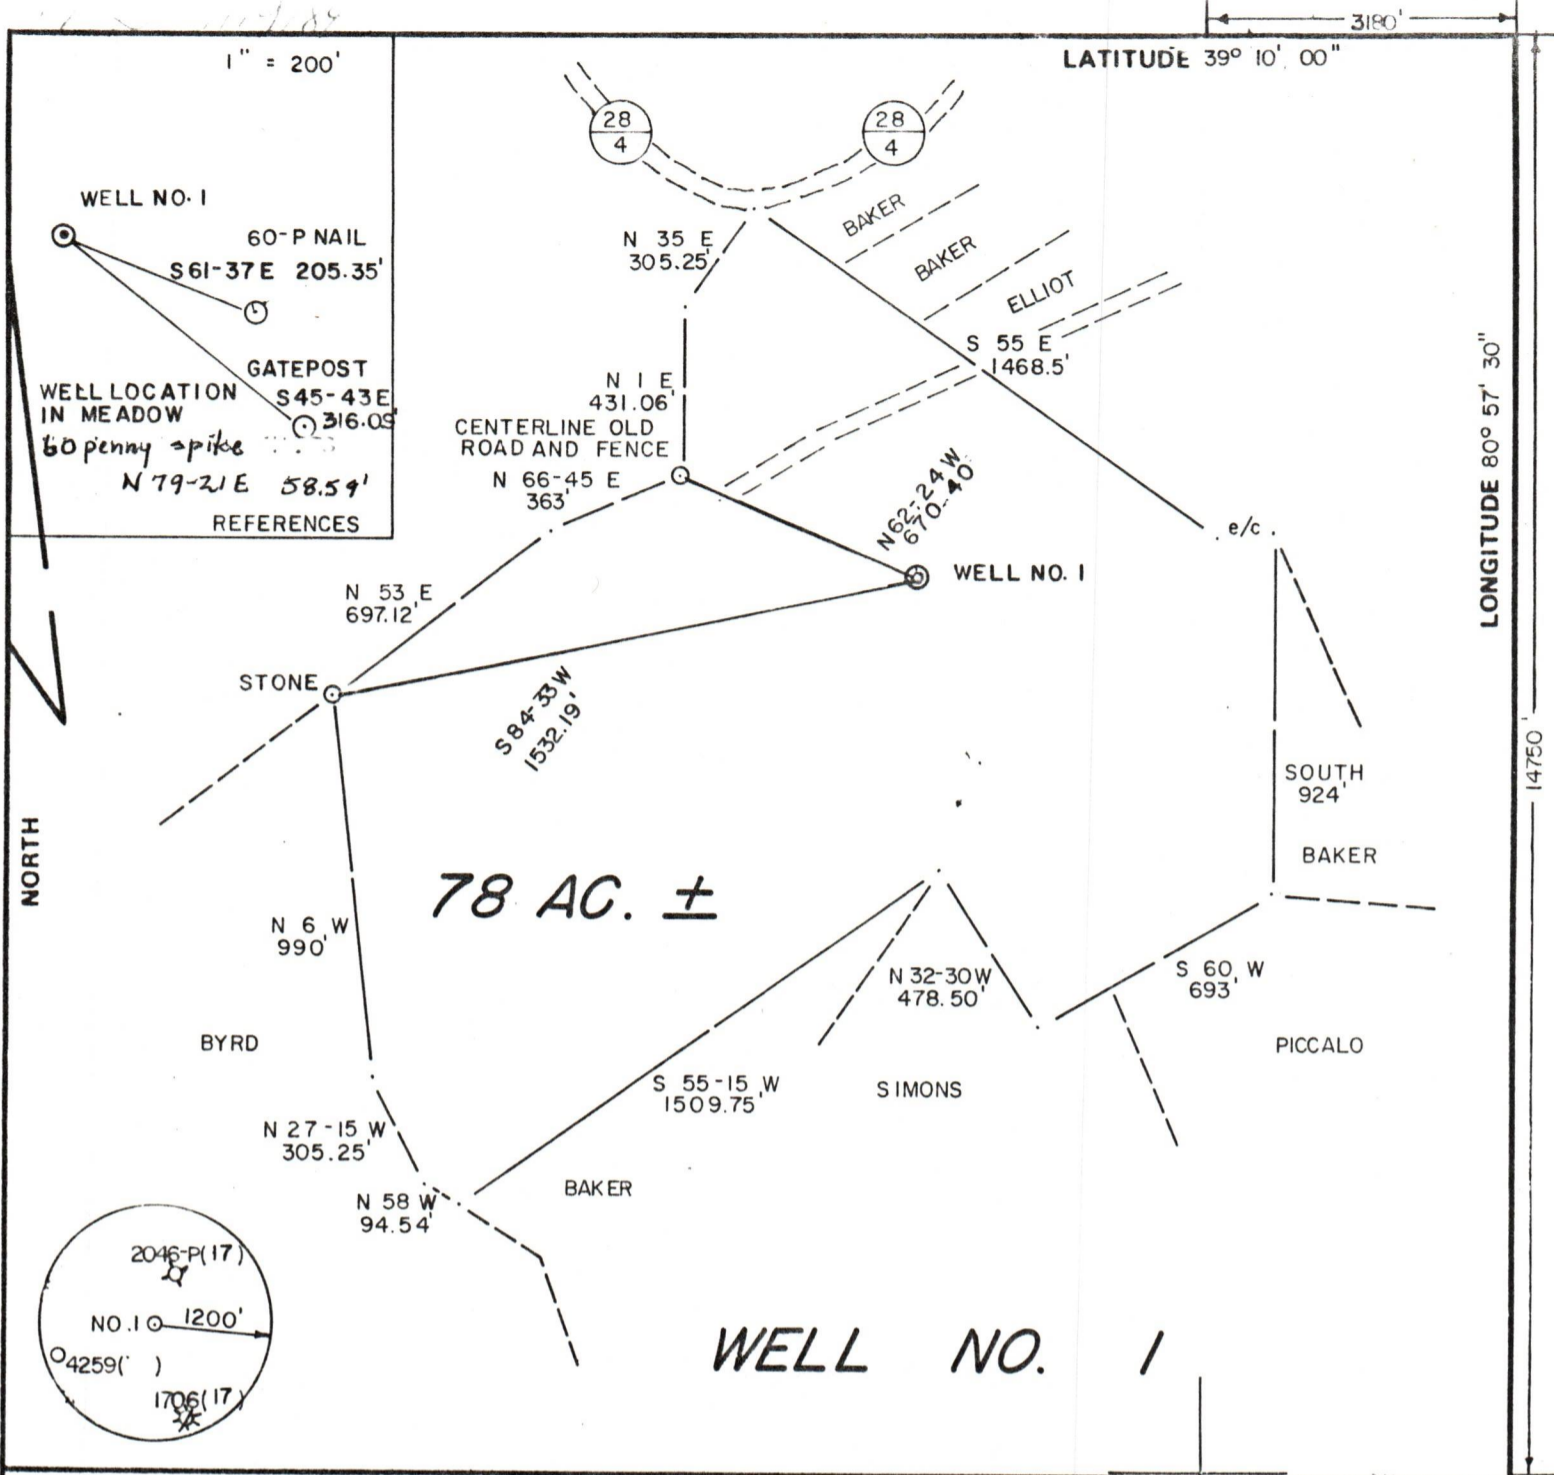 3180'
1" = 200'
LATITUDE 39° 10' 00"
28
4
28
4
WELL NO. 1
60-P NAIL
S61-37E 205.35'
GATEPOST
S45-43E
316.09'
WELL LOCATION
IN MEADOW
60 penny spike
N 79-21E 58.59'
REFERENCES
N 35 E
305.25'
BAKER
BAKER
ELLIOT
S 55 E
1468.5'
LONGITUDE 80° 57' 30"
N 1 E
431.06'
CENTERLINE OLD
ROAD AND FENCE
N 66-45 E
363'
N62-24W
670.40'
e/c
WELL NO. 1
N 53 E
697.12'
STONE
S84-33W
1532.19'
14750'
SOUTH
924'
BAKER
NORTH
78 AC. ±
N 6 W
990'
N 32-30W
478.50'
S 60 W
693'
BYRD
PICCALO
S 55-15 W
1509.75'
SIMONS
N 27-15 W
305.25'
BAKER
N 58 W
94.54'
2046-P(17)
NO.1
1200'
4259( )
1706(17)
WELL NO. 1